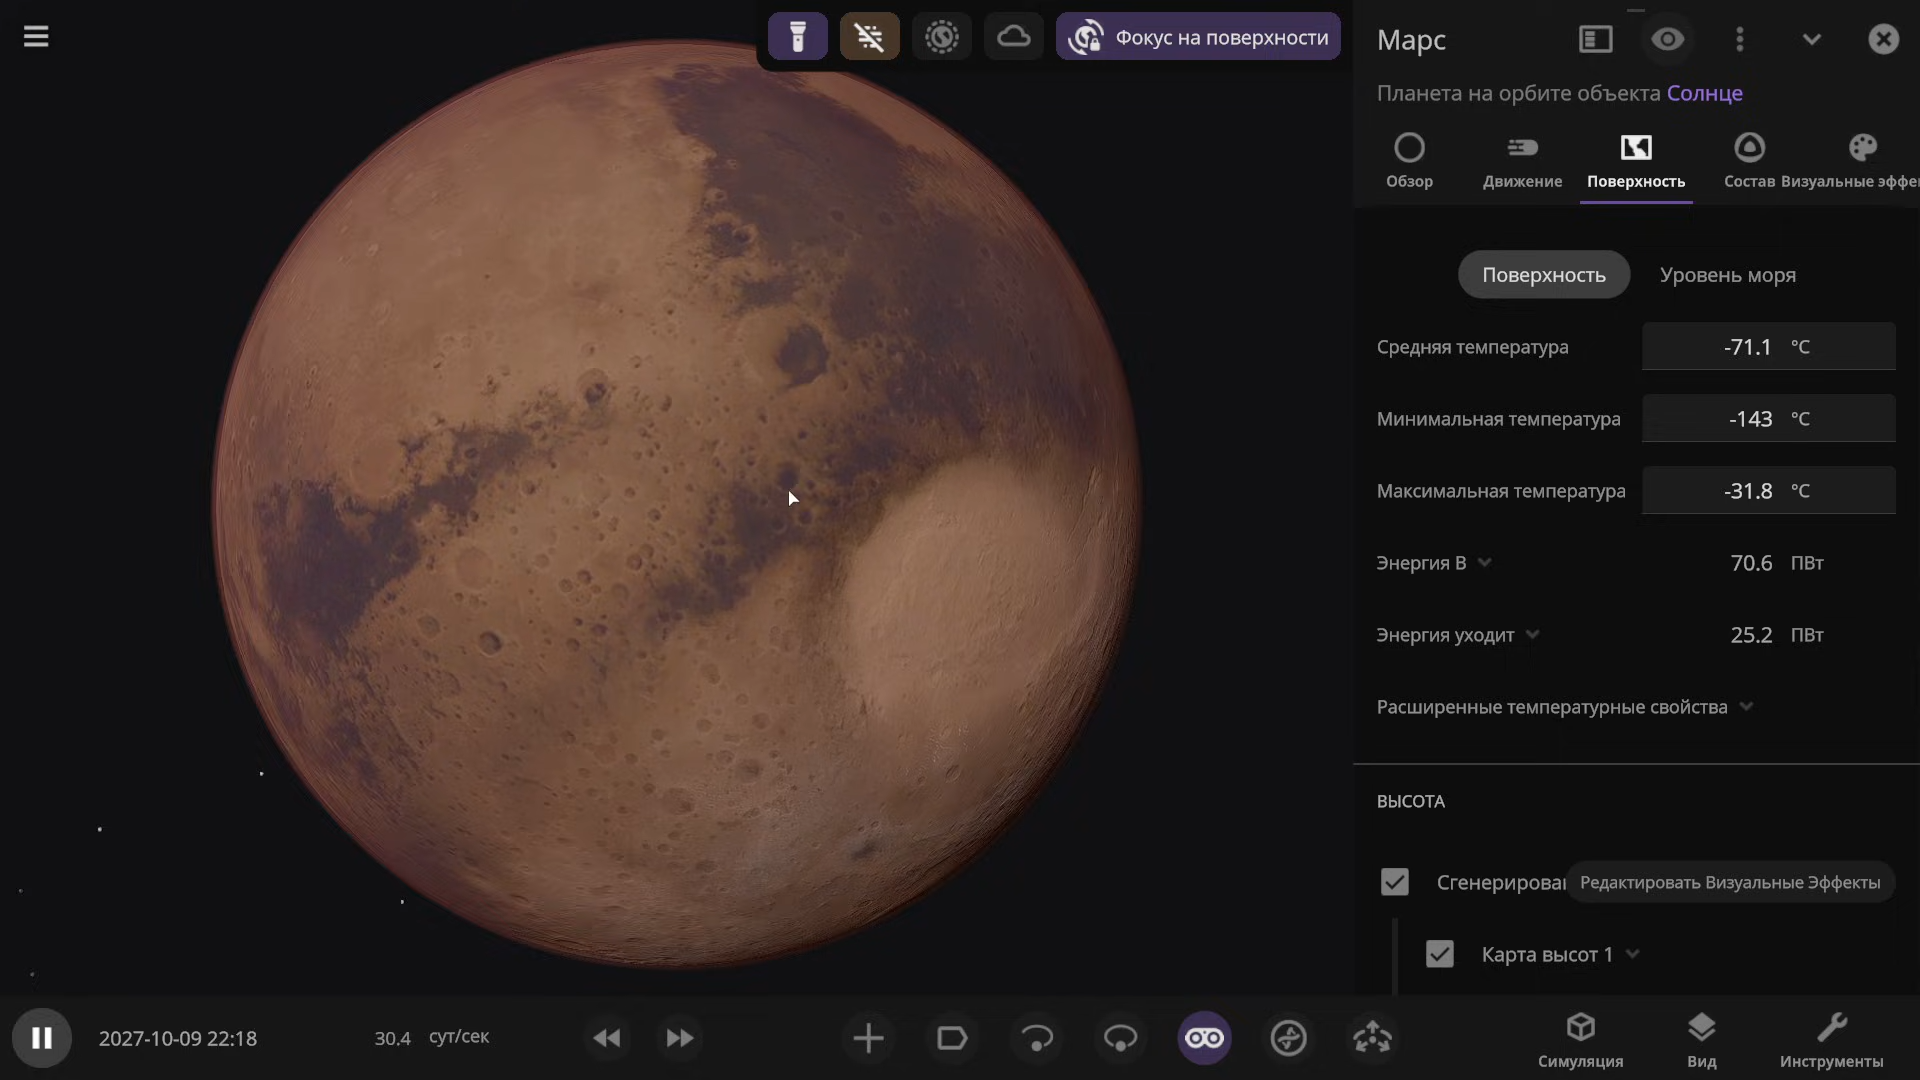 Фокус на поверхности
Марс
Планета на орбите объекта Солнце
Обзор
Движение
Поверхность
Состав
Визуальные эффе
Поверхность
Уровень моря
Средняя температура -71.1 °C
Минимальная температура -143 °C
Максимальная температура -31.8 °C
Энергия В 70.6 ПВт
Энергия уходит 25.2 ПВт
Расширенные температурные свойства
ВЫСОТА
Сгенерирова
Редактировать Визуальные Эффекты
Карта высот 1
2027-10-09 22:18
30.4 сут/сек
Симуляция
Вид
Инструменты